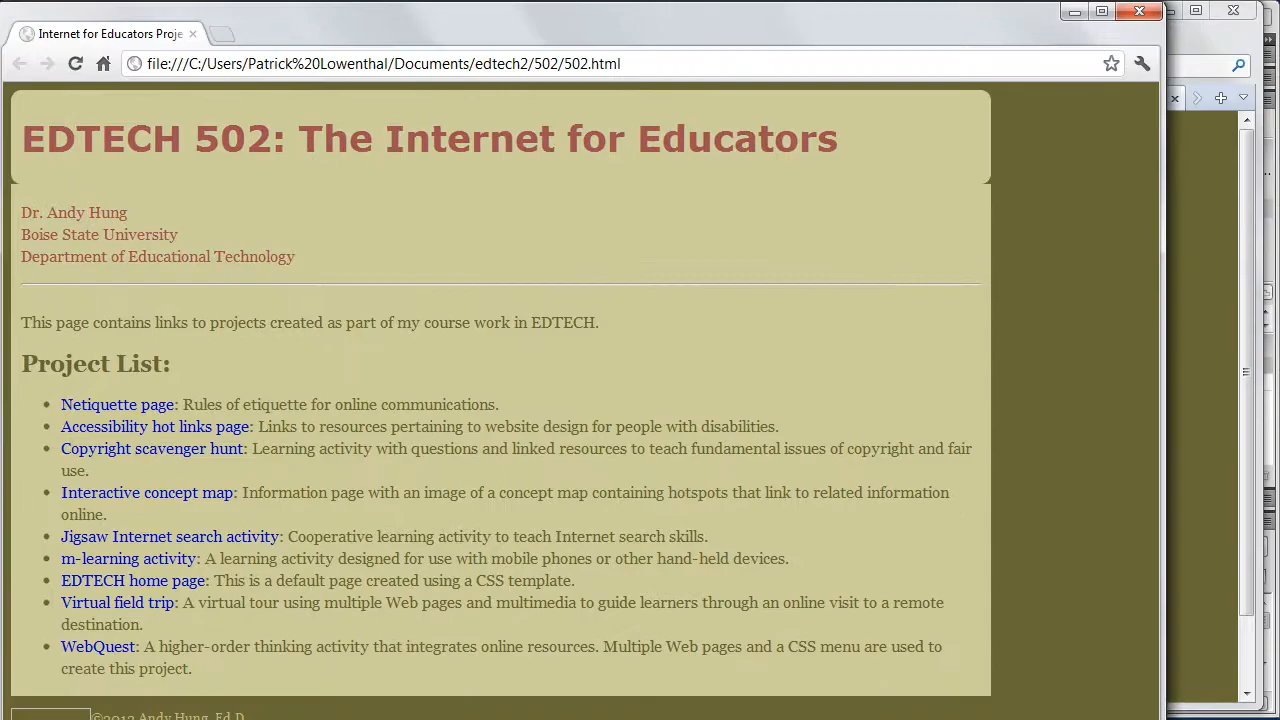 Internet for Educators Proje
file:///C:/Users/Patrick%20Lowenthal/Documents/edtech2/502/502.html
EDTECH 502: The Internet for Educators
Dr. Andy Hung
Boise State University
Department of Educational Technology
This page contains links to projects created as part of my course work in EDTECH.
Project List:
Netiquette page: Rules of etiquette for online communications.
Accessibility hot links page: Links to resources pertaining to website design for people with disabilities.
Copyright scavenger hunt: Learning activity with questions and linked resources to teach fundamental issues of copyright and fair
use.
Interactive concept map: Information page with an image of a concept map containing hotspots that link to related information
online.
Jigsaw Internet search activity: Cooperative learning activity to teach Internet search skills.
m-learning activity: A learning activity designed for use with mobile phones or other hand-held devices.
EDTECH home page: This is a default page created using a CSS template.
Virtual field trip: A virtual tour using multiple Web pages and multimedia to guide learners through an online visit to a remote
destination.
WebQuest: A higher-order thinking activity that integrates online resources. Multiple Web pages and a CSS menu are used to
create this project.
©2012 Andy Hung, Ed.D.